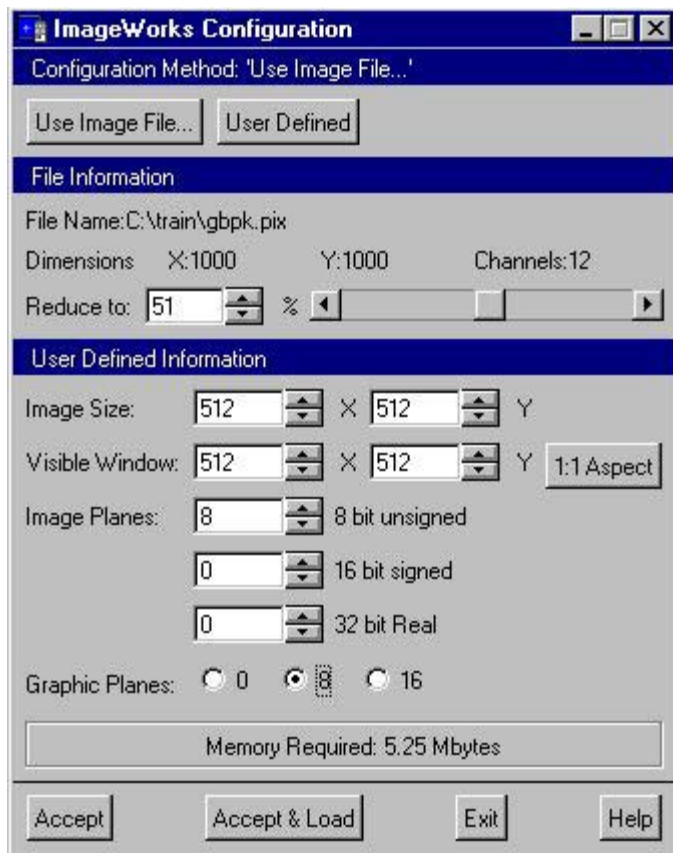 ImageWorks Configuration
Configuration Method: 'Use Image File...'
Use Image File... User Defined
File Information
File Name:C:\train\gbpk.pix
Dimensions X:1000 Y:1000 Channels:12
Reduce to: 51 %
User Defined Information
Image Size: 512 X 512 Y
Visible Window: 512 X 512 Y 1:1 Aspect
Image Planes: 8 8 bit unsigned
0 16 bit signed
0 32 bit Real
Graphic Planes: 0 8 16
Memory Required: 5.25 Mbytes
Accept Accept & Load Exit Help